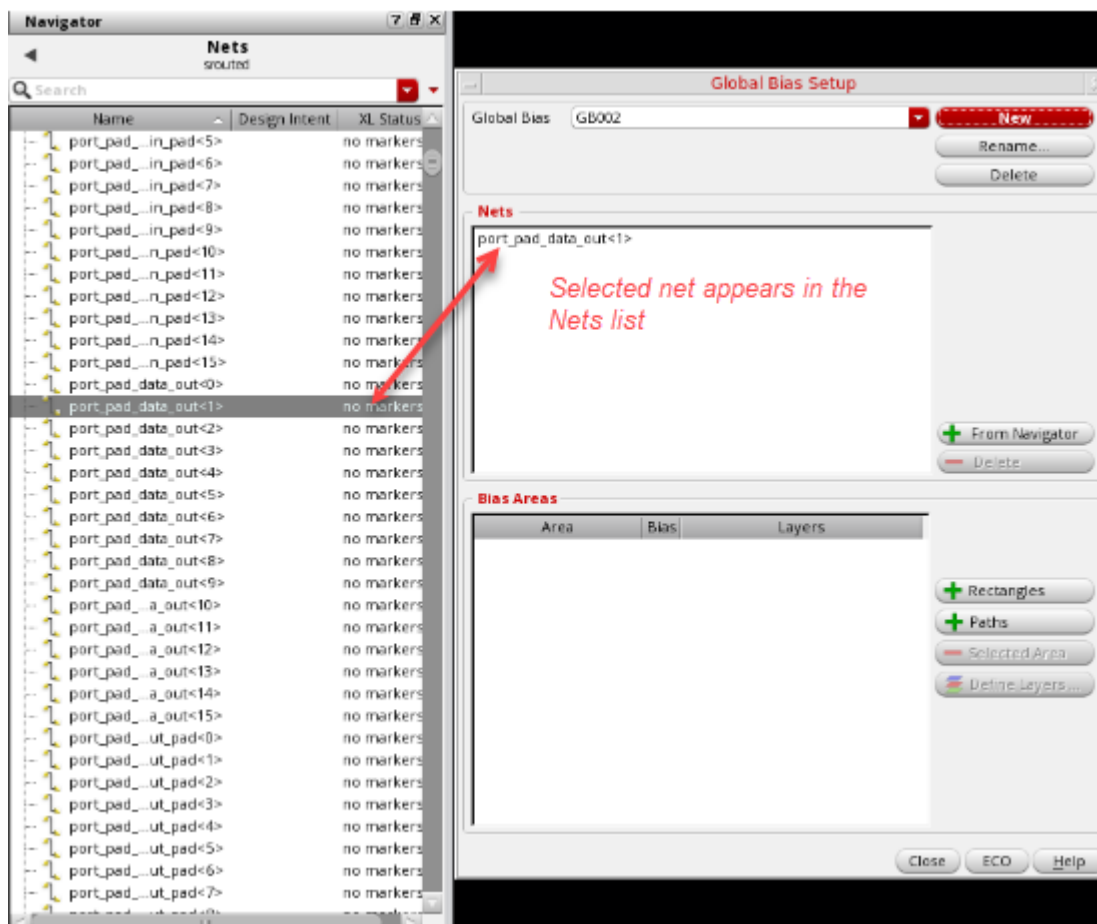 Navigator
Nets
srouted
Search
Name Design Intent XL Status
port_pad_...in_pad<5> no markers
port_pad_...in_pad<6> no markers
port_pad_...in_pad<7> no markers
port_pad_...in_pad<8> no markers
port_pad_...in_pad<9> no markers
port_pad_...n_pad<10> no markers
port_pad_...n_pad<11> no markers
port_pad_...n_pad<12> no markers
port_pad_...n_pad<13> no markers
port_pad_...n_pad<14> no markers
port_pad_...n_pad<15> no markers
port_pad_data_out<0> no markers
port_pad_data_out<1> no markers
port_pad_data_out<2> no markers
port_pad_data_out<3> no markers
port_pad_data_out<4> no markers
port_pad_data_out<5> no markers
port_pad_data_out<6> no markers
port_pad_data_out<7> no markers
port_pad_data_out<8> no markers
port_pad_data_out<9> no markers
port_pad_...a_out<10> no markers
port_pad_...a_out<11> no markers
port_pad_...a_out<12> no markers
port_pad_...a_out<13> no markers
port_pad_...a_out<14> no markers
port_pad_...a_out<15> no markers
port_pad_...ut_pad<0> no markers
port_pad_...ut_pad<1> no markers
port_pad_...ut_pad<2> no markers
port_pad_...ut_pad<3> no markers
port_pad_...ut_pad<4> no markers
port_pad_...ut_pad<5> no markers
port_pad_...ut_pad<6> no markers
port_pad_...ut_pad<7> no markers
Global Bias Setup
Global Bias GB002 New
Rename...
Delete
Nets
port_pad_data_out<1>
Selected net appears in the
Nets list
From Navigator
Delete
Bias Areas
Area Bias Layers
Rectangles
Paths
Selected Area
Define Layers ...
Close ECO Help